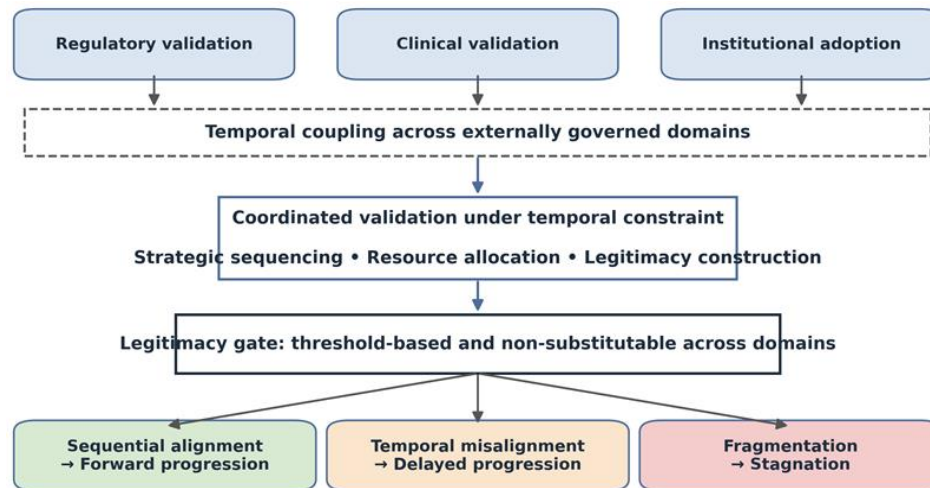 Regulatory validation
Clinical validation
Institutional adoption
Temporal coupling across externally governed domains
Coordinated validation under temporal constraint
Strategic sequencing • Resource allocation • Legitimacy construction
Legitimacy gate: threshold-based and non-substitutable across domains
Sequential alignment
→ Forward progression
Temporal misalignment
→ Delayed progression
Fragmentation
→ Stagnation